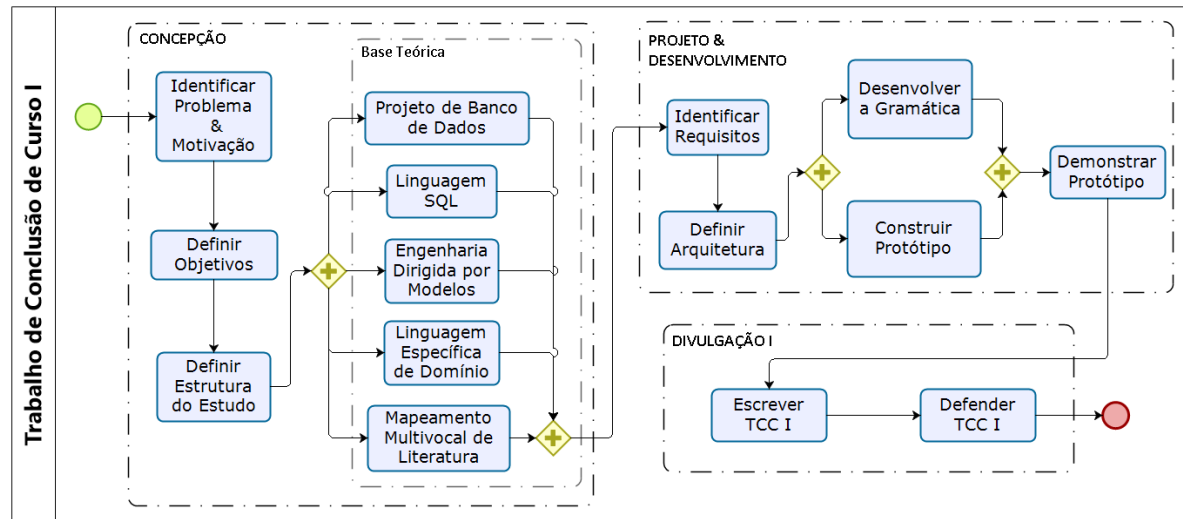 Trabalho de Conclusão de Curso I
CONCEPÇÃO
Identificar
Problema
&
Motivação
Definir
Objetivos
Definir
Estrutura
do Estudo
Base Teórica
Projeto de Banco
de Dados
Linguagem
SQL
Engenharia
Dirigida por
Modelos
Linguagem
Específica
de Domínio
Mapeamento
Multivocal de
Literatura
PROJETO &
DESENVOLVIMENTO
Identificar
Requisitos
Definir
Arquitetura
Desenvolver
a Gramática
Construir
Protótipo
Demonstrar
Protótipo
DIVULGAÇÃO I
Escrever
TCC I
Defender
TCC I